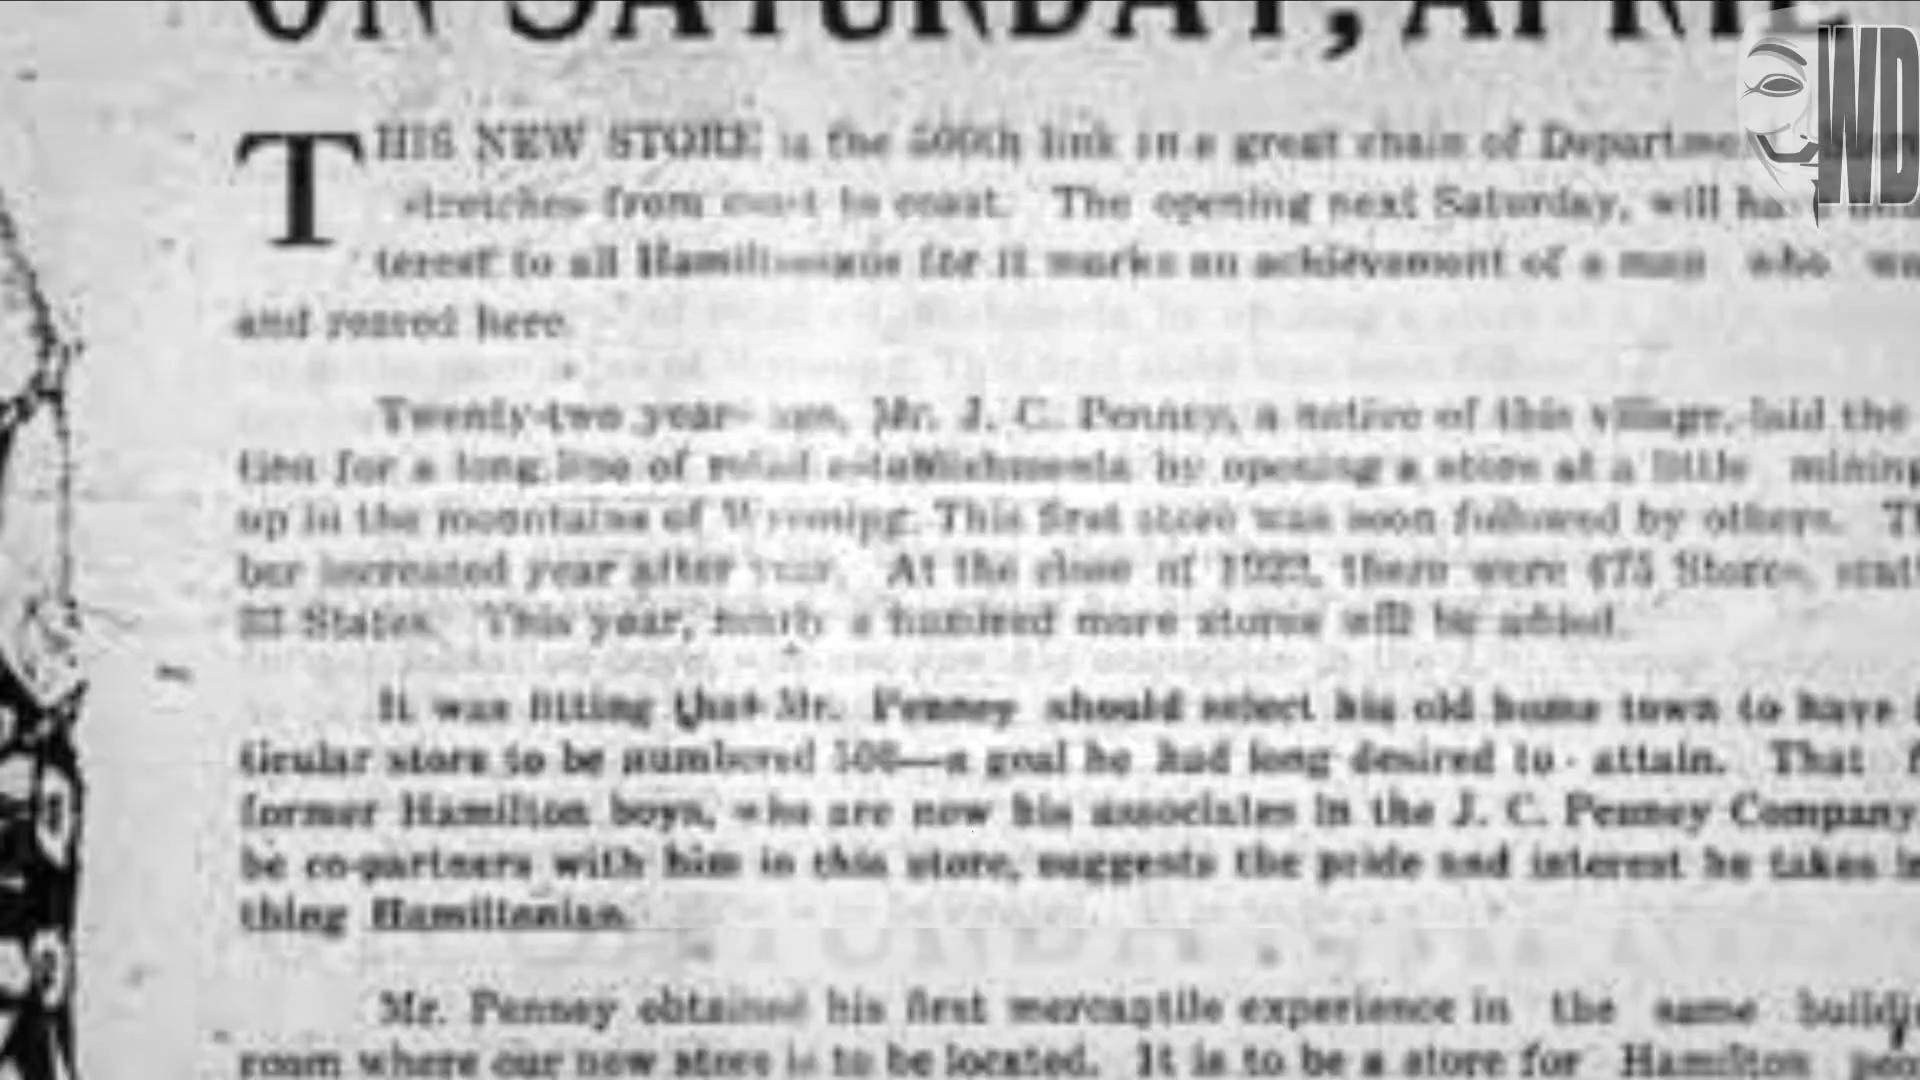 ON SATURDAY, APRIL
WD
THIS NEW STORE is the 500th link in a great chain of
stretches from coast to coast. The opening next Saturday, will
terest to all Hamiltonians for it marks an achievement of a man who
and reared here
Twenty-two years ago, Mr. J. C. Penney, a native of this village, laid the
tion for a long line of retail establishments by opening a store at a little mining
up in the mountains of Wyoming. This first store was soon followed by others.
ber increased year after year. At the close of 1923, there were 475 Stores,
33 States. This year, nearly a hundred more stores will be added.
It was fitting that Mr. Penney should select his old home town to have
ticular store to be numbered 500—a goal he had long desired to attain. That
former Hamilton boys, who are now his associates in the J. C. Penney Company
be co-partners with him in this store, suggests the pride and interest he takes in
thing Hamiltonian.
Mr. Penney obtained his first mercantile experience in the same
room where our new store is to be located. It is to be a store for Hamilton